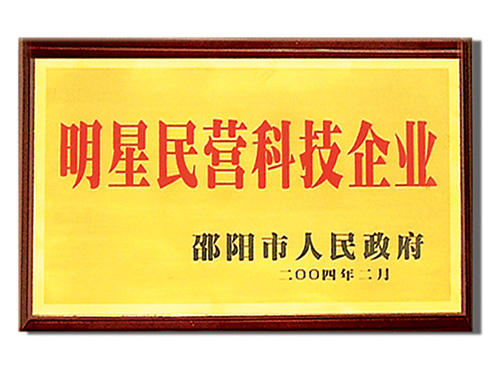 明星民营科技企业
邵阳市人民政府
二〇〇四年二月